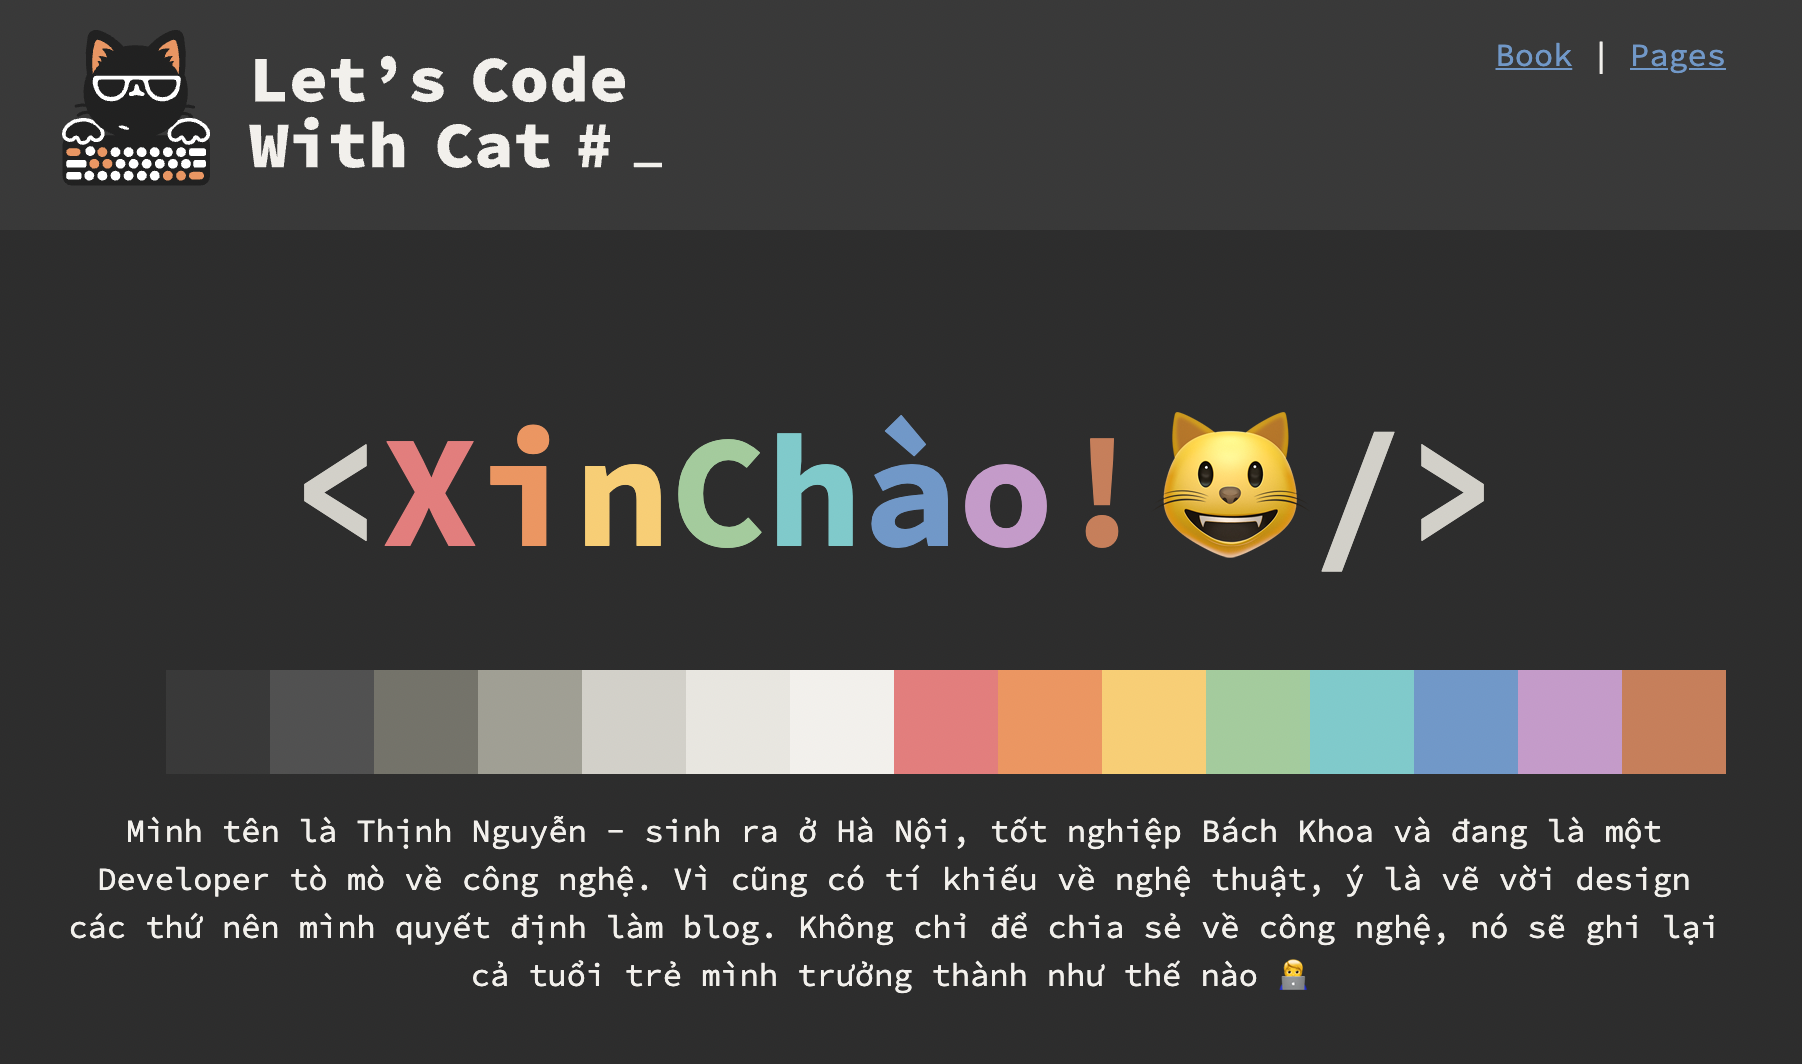 Let’s Code
With Cat # _
Book | Pages
<XinChào!😺/>
Mình tên là Thịnh Nguyễn - sinh ra ở Hà Nội, tốt nghiệp Bách Khoa và đang là một
Developer tò mò về công nghệ. Vì cũng có tí khiếu về nghệ thuật, ý là vẽ vời design
các thứ nên mình quyết định làm blog. Không chỉ để chia sẻ về công nghệ, nó sẽ ghi lại
cả tuổi trẻ mình trưởng thành như thế nào 🧑‍💻